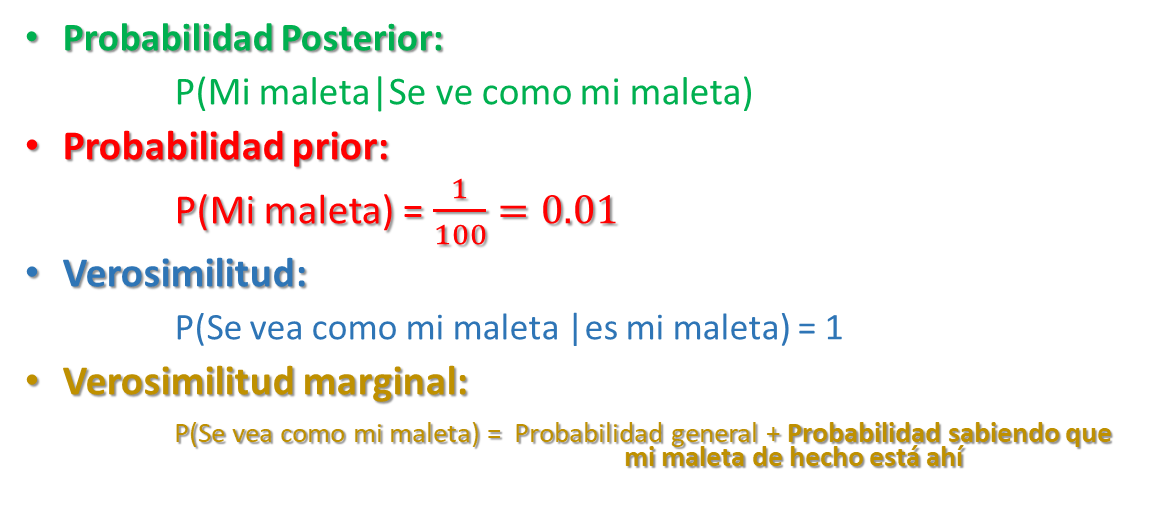 • Probabilidad Posterior:
P(Mi maleta|Se ve como mi maleta)
• Probabilidad prior:
P(Mi maleta) = 1/100 = 0.01
• Verosimilitud:
P(Se vea como mi maleta |es mi maleta) = 1
• Verosimilitud marginal:
P(Se vea como mi maleta) = Probabilidad general + Probabilidad sabiendo que
mi maleta de hecho está ahí